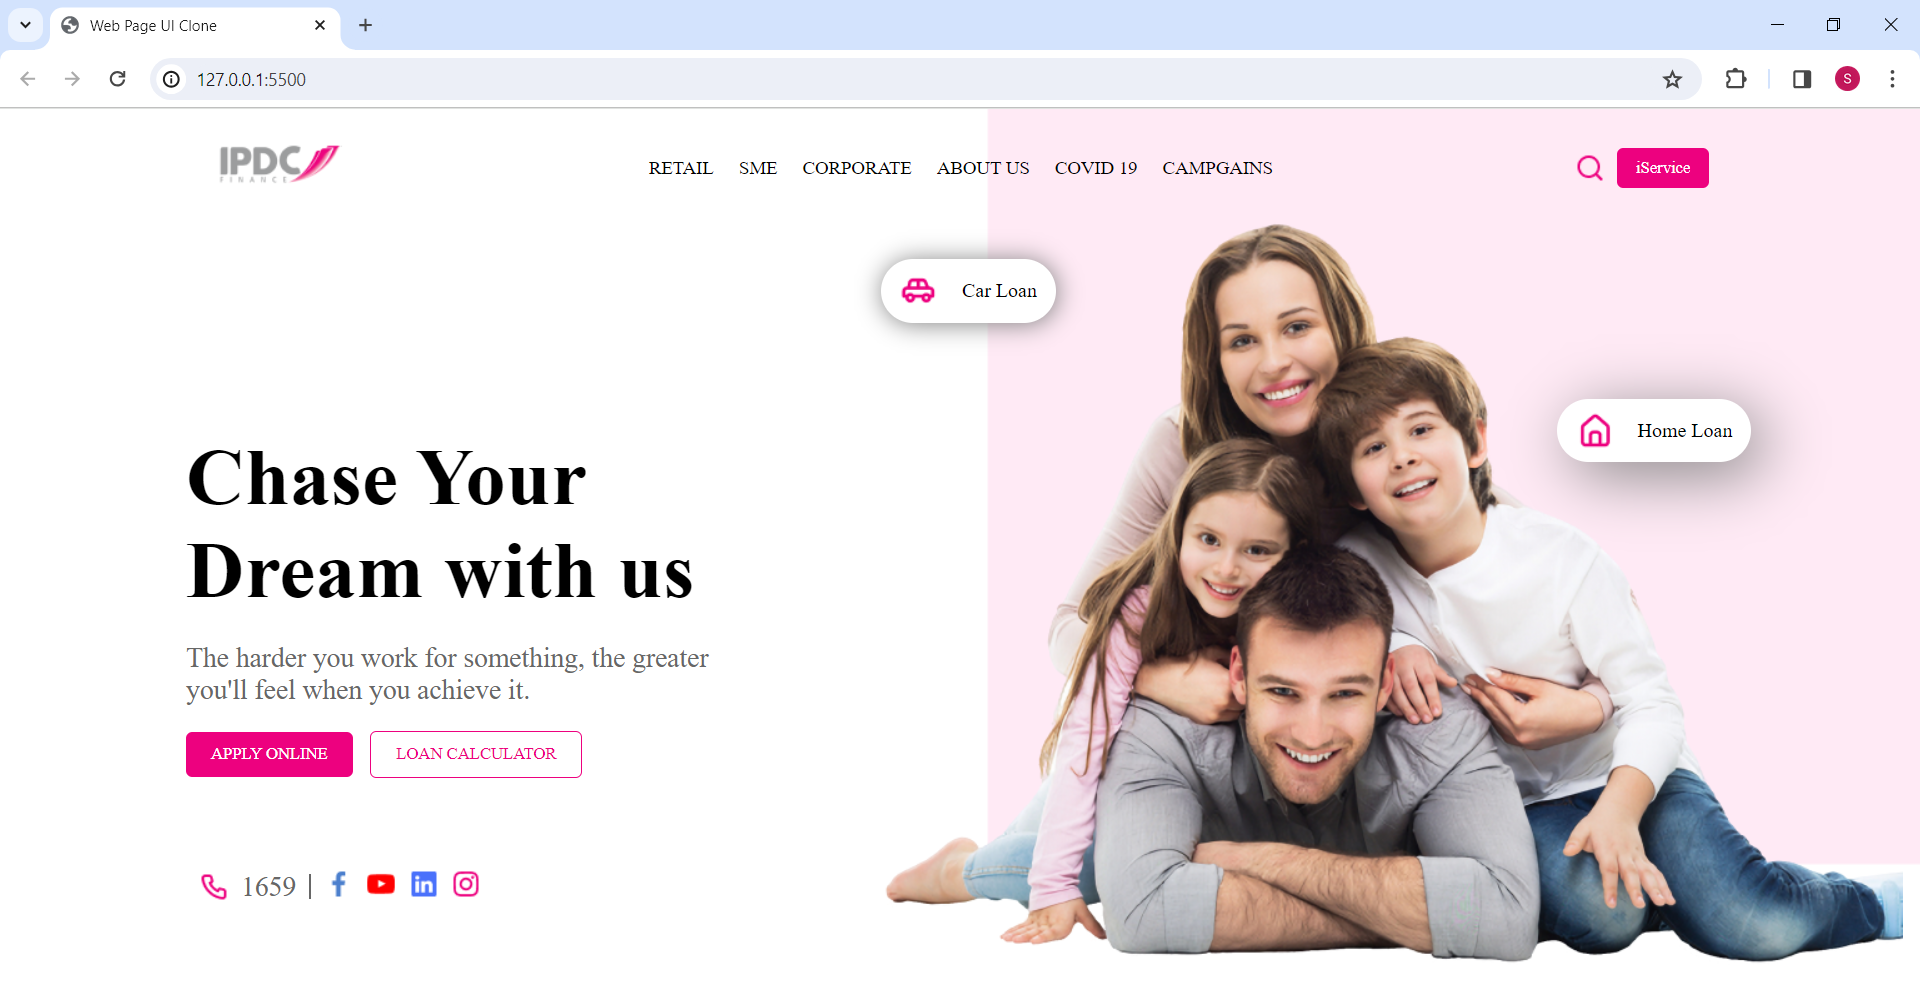 Web Page UI Clone
127.0.0.1:5500
S
IPDC
FINANCE
RETAIL SME CORPORATE ABOUT US COVID 19 CAMPGAINS
iService
Car Loan
Home Loan
Chase Your
Dream with us
The harder you work for something, the greater
you'll feel when you achieve it.
APPLY ONLINE LOAN CALCULATOR
1659 |